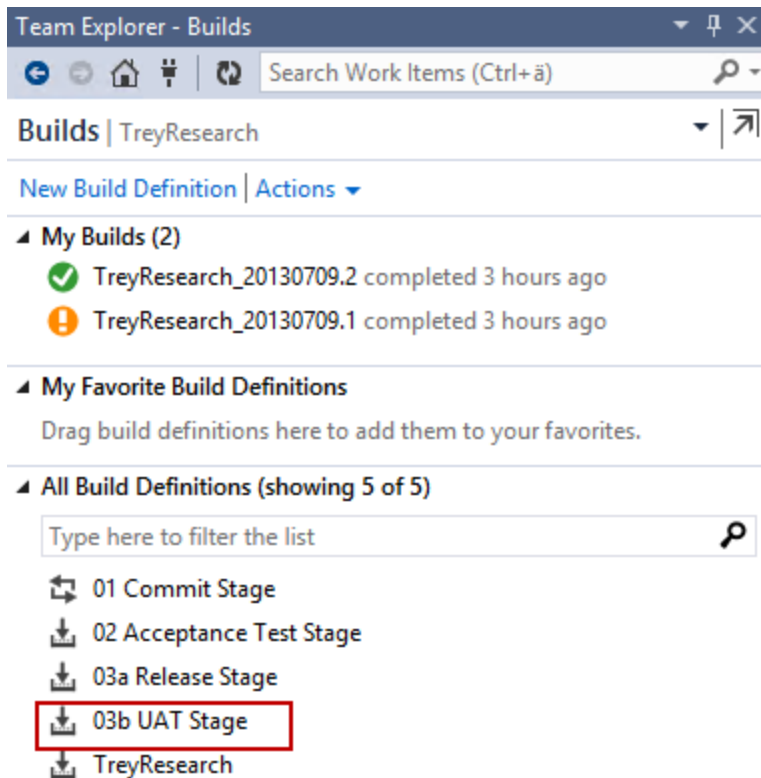 Team Explorer - Builds
Search Work Items (Ctrl+ä)
Builds | TreyResearch
New Build Definition | Actions
My Builds (2)
TreyResearch_20130709.2 completed 3 hours ago
TreyResearch_20130709.1 completed 3 hours ago
My Favorite Build Definitions
Drag build definitions here to add them to your favorites.
All Build Definitions (showing 5 of 5)
Type here to filter the list
01 Commit Stage
02 Acceptance Test Stage
03a Release Stage
03b UAT Stage
TreyResearch